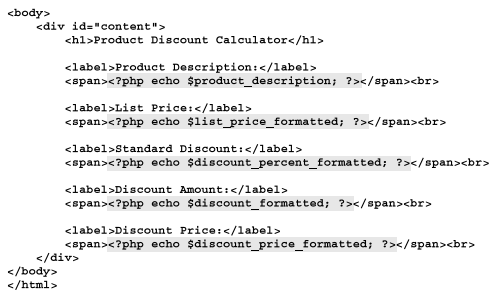 <body>
<div id="content">
<h1>Product Discount Calculator</h1>
<label>Product Description:</label>
<span><?php echo $product_description; ?></span><br>
<label>List Price:</label>
<span><?php echo $list_price_formatted; ?></span><br>
<label>Standard Discount:</label>
<span><?php echo $discount_percent_formatted; ?></span><br>
<label>Discount Amount:</label>
<span><?php echo $discount_formatted; ?></span><br>
<label>Discount Price:</label>
<span><?php echo $discount_price_formatted; ?></span><br>
</div>
</body>
</html>